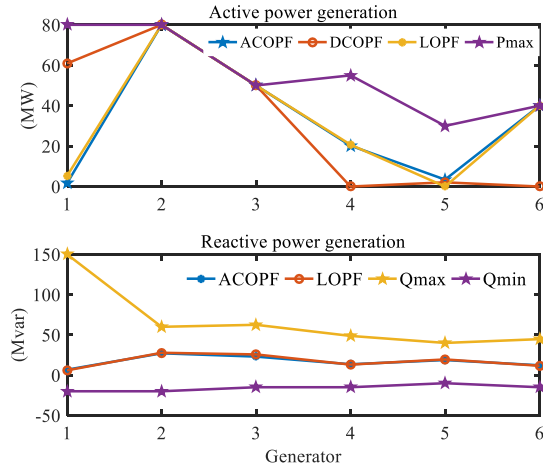 Active power generation
ACOPF DCOPF LOPF Pmax
80
60
40
20
0
(MW)
1 2 3 4 5 6
Reactive power generation
ACOPF LOPF Qmax Qmin
150
100
50
0
-50
(Mvar)
1 2 3 4 5 6
Generator